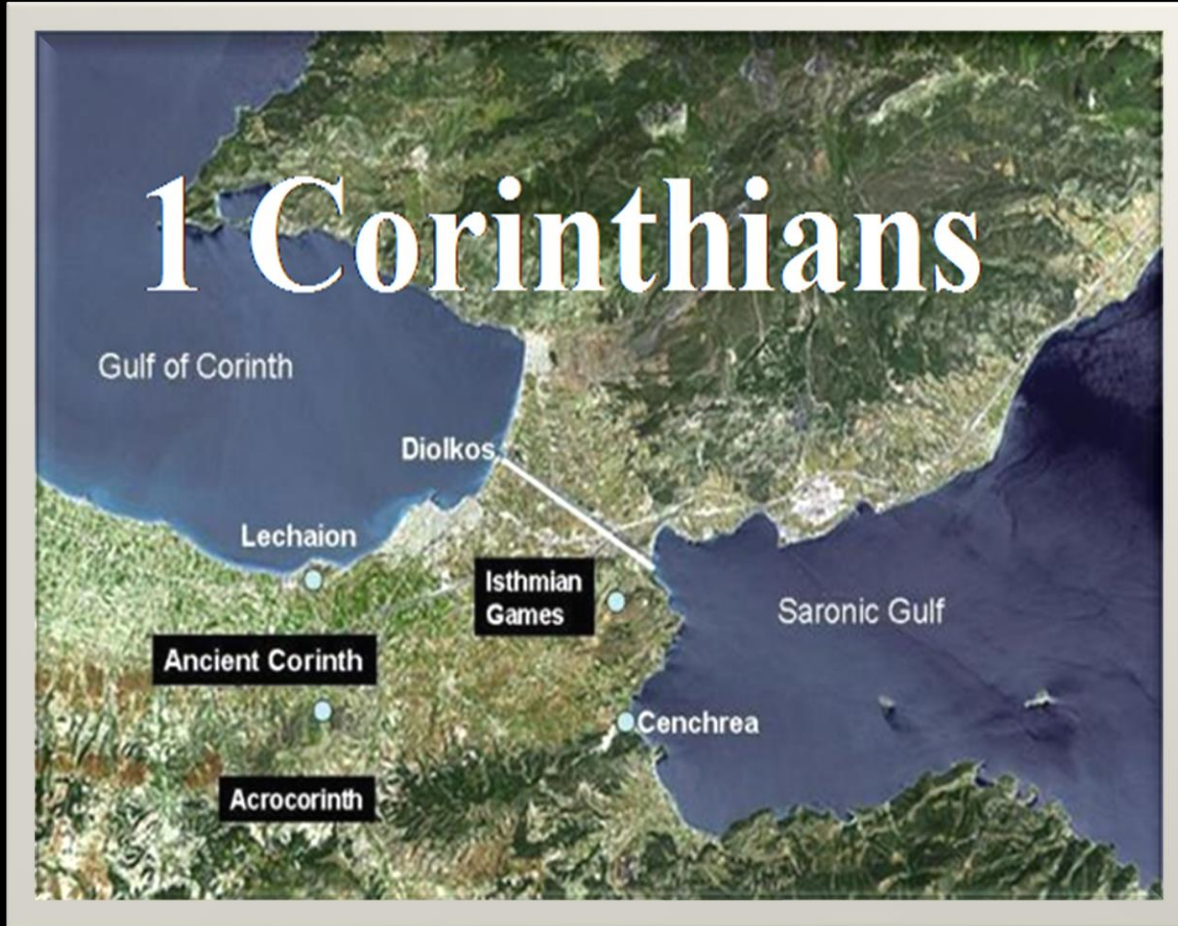 1 Corinthians
Gulf of Corinth
Diolkos
Lechaion
Isthmian
Games
Saronic Gulf
Ancient Corinth
Cenchrea
Acrocorinth